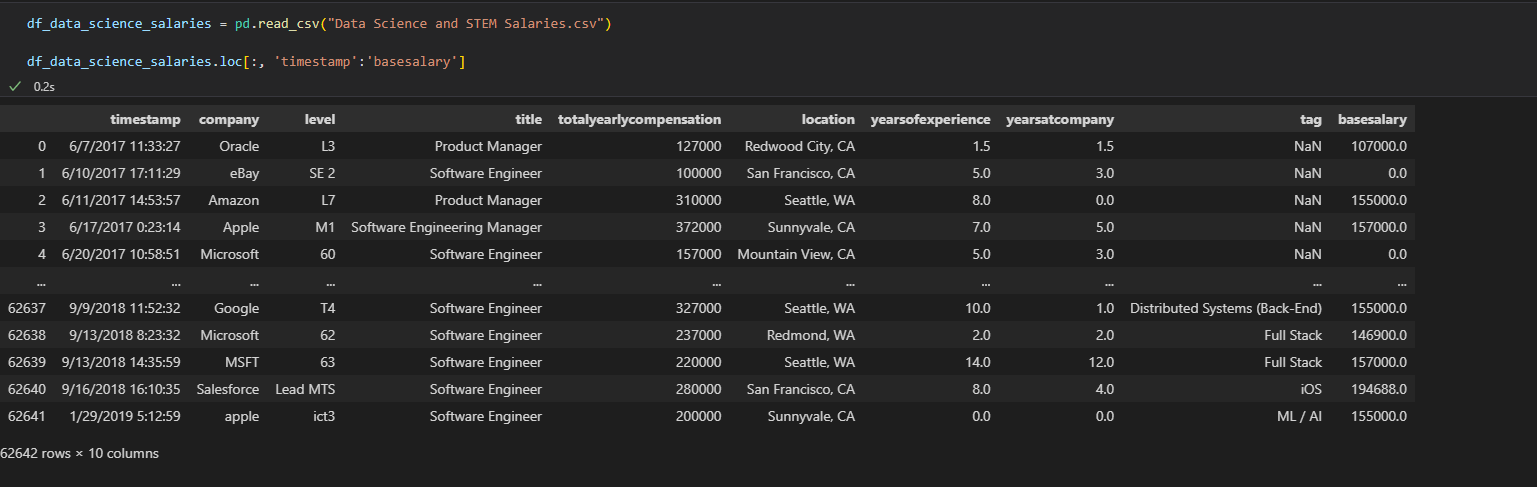 df_data_science_salaries = pd.read_csv("Data Science and STEM Salaries.csv")
df_data_science_salaries.loc[:, 'timestamp':'basesalary']
0.2s
timestamp company level title totalyearlycompensation location yearsofexperience yearsatcompany tag basesalary
0 6/7/2017 11:33:27 Oracle L3 Product Manager 127000 Redwood City, CA 1.5 1.5 NaN 107000.0
1 6/10/2017 17:11:29 eBay SE 2 Software Engineer 100000 San Francisco, CA 5.0 3.0 NaN 0.0
2 6/11/2017 14:53:57 Amazon L7 Product Manager 310000 Seattle, WA 8.0 0.0 NaN 155000.0
3 6/17/2017 0:23:14 Apple M1 Software Engineering Manager 372000 Sunnyvale, CA 7.0 5.0 NaN 157000.0
4 6/20/2017 10:58:51 Microsoft 60 Software Engineer 157000 Mountain View, CA 5.0 3.0 NaN 0.0
... ... ... ... ... ... ... ... ... ... ...
62637 9/9/2018 11:52:32 Google T4 Software Engineer 327000 Seattle, WA 10.0 1.0 Distributed Systems (Back-End) 155000.0
62638 9/13/2018 8:23:32 Microsoft 62 Software Engineer 237000 Redmond, WA 2.0 2.0 Full Stack 146900.0
62639 9/13/2018 14:35:59 MSFT 63 Software Engineer 220000 Seattle, WA 14.0 12.0 Full Stack 157000.0
62640 9/16/2018 16:10:35 Salesforce Lead MTS Software Engineer 280000 San Francisco, CA 8.0 4.0 iOS 194688.0
62641 1/29/2019 5:12:59 apple ict3 Software Engineer 200000 Sunnyvale, CA 0.0 0.0 ML / AI 155000.0
62642 rows × 10 columns